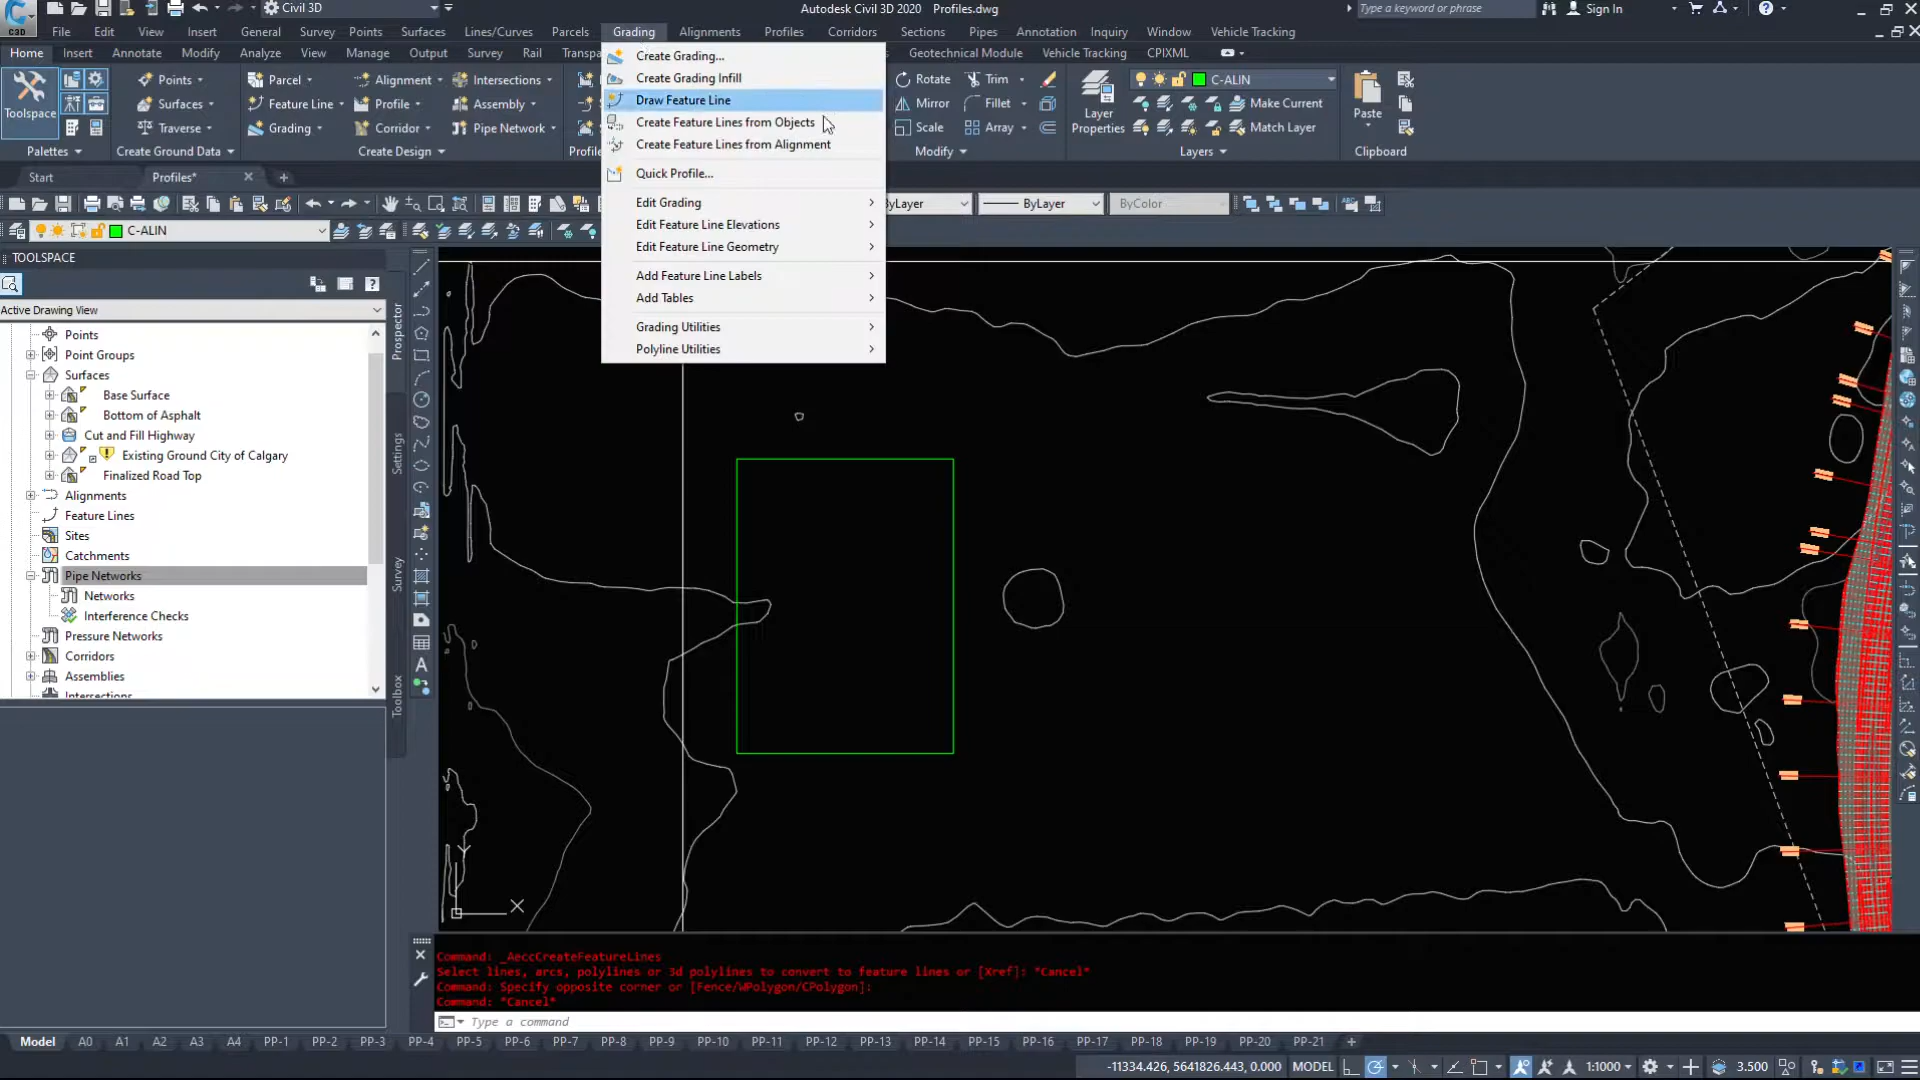 C3D
Civil 3D
Autodesk Civil 3D 2020 Profiles.dwg
Type a keyword or phrase
Sign In
File Edit View Insert General Survey Points Surfaces Lines/Curves Parcels Grading Alignments Profiles Corridors Sections Pipes Annotation Inquiry Window Vehicle Tracking
Home Insert Annotate Modify Analyze View Manage Output Survey Rail Transpa
Geotechnical Module Vehicle Tracking CPIXML
Toolspace
Points
Surfaces
Traverse
Parcel
Feature Line
Grading
Alignment
Profile
Corridor
Intersections
Assembly
Pipe Network
Rotate Trim
Mirror Fillet
Scale Array
Layer
Properties
C-ALIN
Make Current
Match Layer
Paste
Palettes
Create Ground Data
Create Design
Profile
Modify
Layers
Clipboard
Create Grading...
Create Grading Infill
Draw Feature Line
Create Feature Lines from Objects
Create Feature Lines from Alignment
Quick Profile...
Edit Grading
Edit Feature Line Elevations
Edit Feature Line Geometry
Add Feature Line Labels
Add Tables
Grading Utilities
Polyline Utilities
Start
Profiles*
yLayer
ByLayer
ByColor
C-ALIN
TOOLSPACE
Active Drawing View
Points
Point Groups
Surfaces
Base Surface
Bottom of Asphalt
Cut and Fill Highway
Existing Ground City of Calgary
Finalized Road Top
Alignments
Feature Lines
Sites
Catchments
Pipe Networks
Networks
Interference Checks
Pressure Networks
Corridors
Assemblies
Intersections
Prospector
Settings
Survey
Toolbox
Y
X
Command: _AeccCreateFeatureLines
Select lines, arcs, polylines or 3d polylines to convert to feature lines or [Xref]: *Cancel*
Command: Specify opposite corner or [Fence/WPolygon/CPolygon]:
Command: *Cancel*
Type a command
Model A0 A1 A2 A3 A4 PP-1 PP-2 PP-3 PP-4 PP-5 PP-6 PP-7 PP-8 PP-9 PP-10 PP-11 PP-12 PP-13 PP-14 PP-15 PP-16 PP-17 PP-18 PP-19 PP-20 PP-21
-11334.426, 5641826.443, 0.000 MODEL 1:1000 3.500